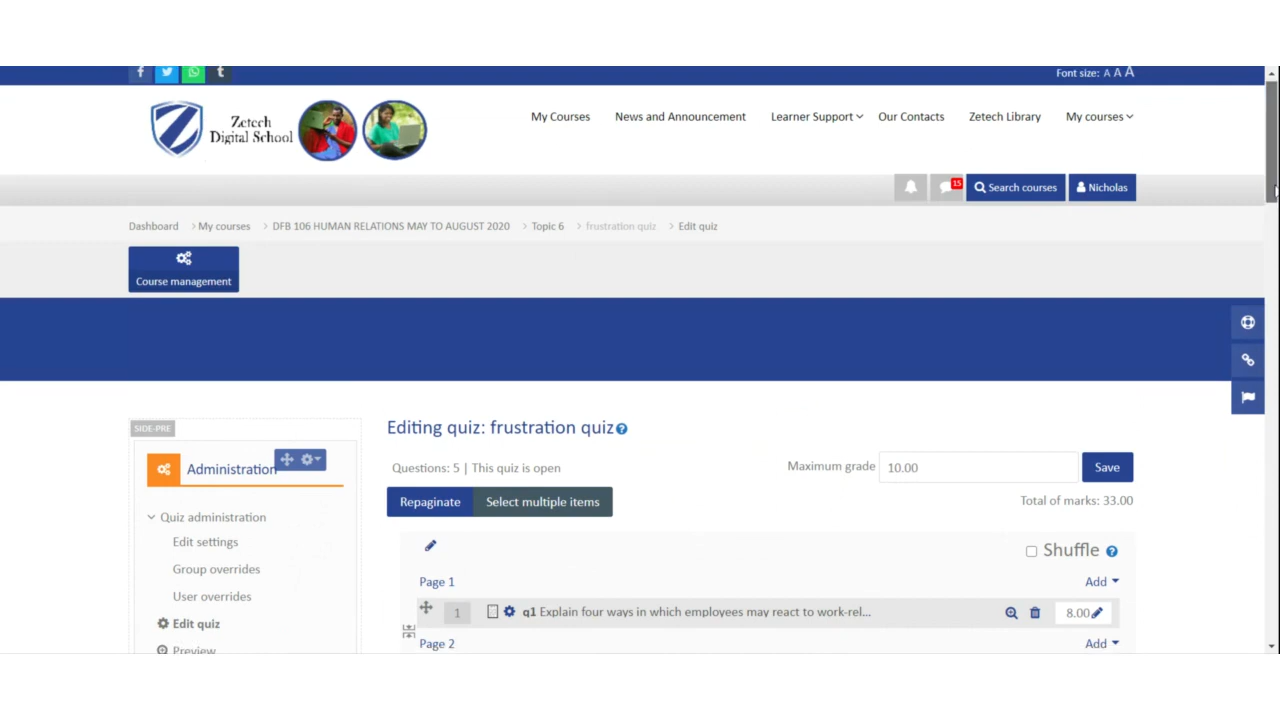 f t
Font size: A A A
Zetech
Digital School
My Courses News and Announcement Learner Support Our Contacts Zetech Library My courses
15 Search courses Nicholas
Dashboard > My courses > DFB 106 HUMAN RELATIONS MAY TO AUGUST 2020 > Topic 6 > frustration quiz > Edit quiz
Course management
SIDE-PRE
Editing quiz: frustration quiz ?
Administration
Questions: 5 | This quiz is open
Maximum grade 10.00 Save
Total of marks: 33.00
Repaginate Select multiple items
Quiz administration
Edit settings
Group overrides
User overrides
Edit quiz
Preview
Shuffle ?
Page 1 Add
1 q1 Explain four ways in which employees may react to work-rel... 8.00
Page 2 Add